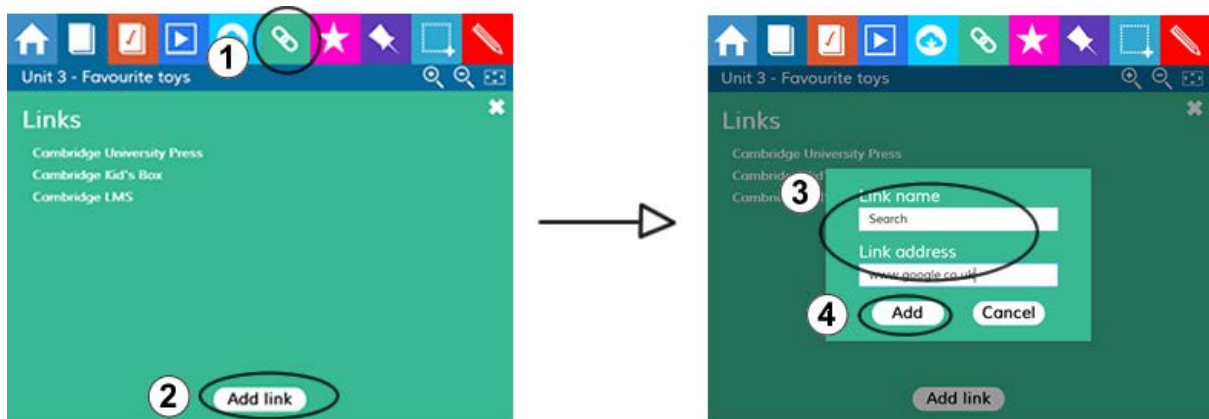 1
Unit 3 - Favourite toys
Links
Cambridge University Press
Cambridge Kid's Box
Cambridge LMS
2
Add link
Unit 3 - Favourite toys
Links
Cambridge University Press
3
Link name
Search
Link address
www.google.co.uk
4
Add
Cancel
Add link